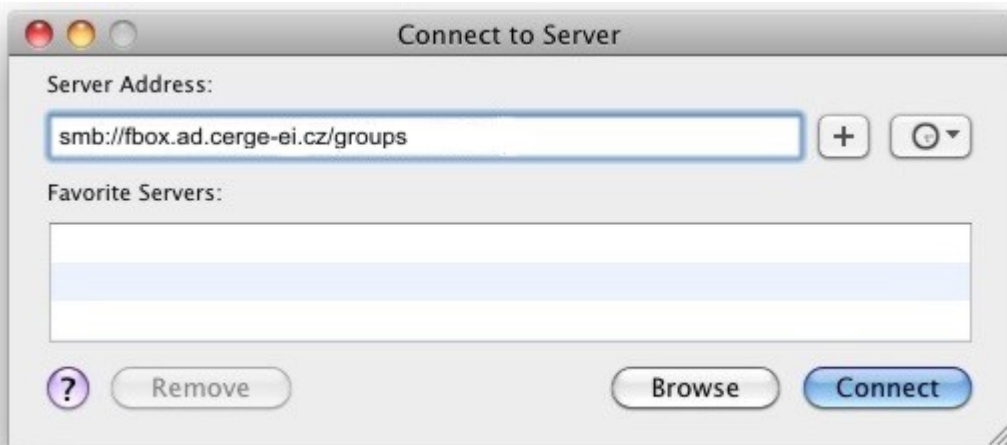 Connect to Server
Server Address:
smb://fbox.ad.cerge-ei.cz/groups
+
Favorite Servers:
? Remove Browse Connect